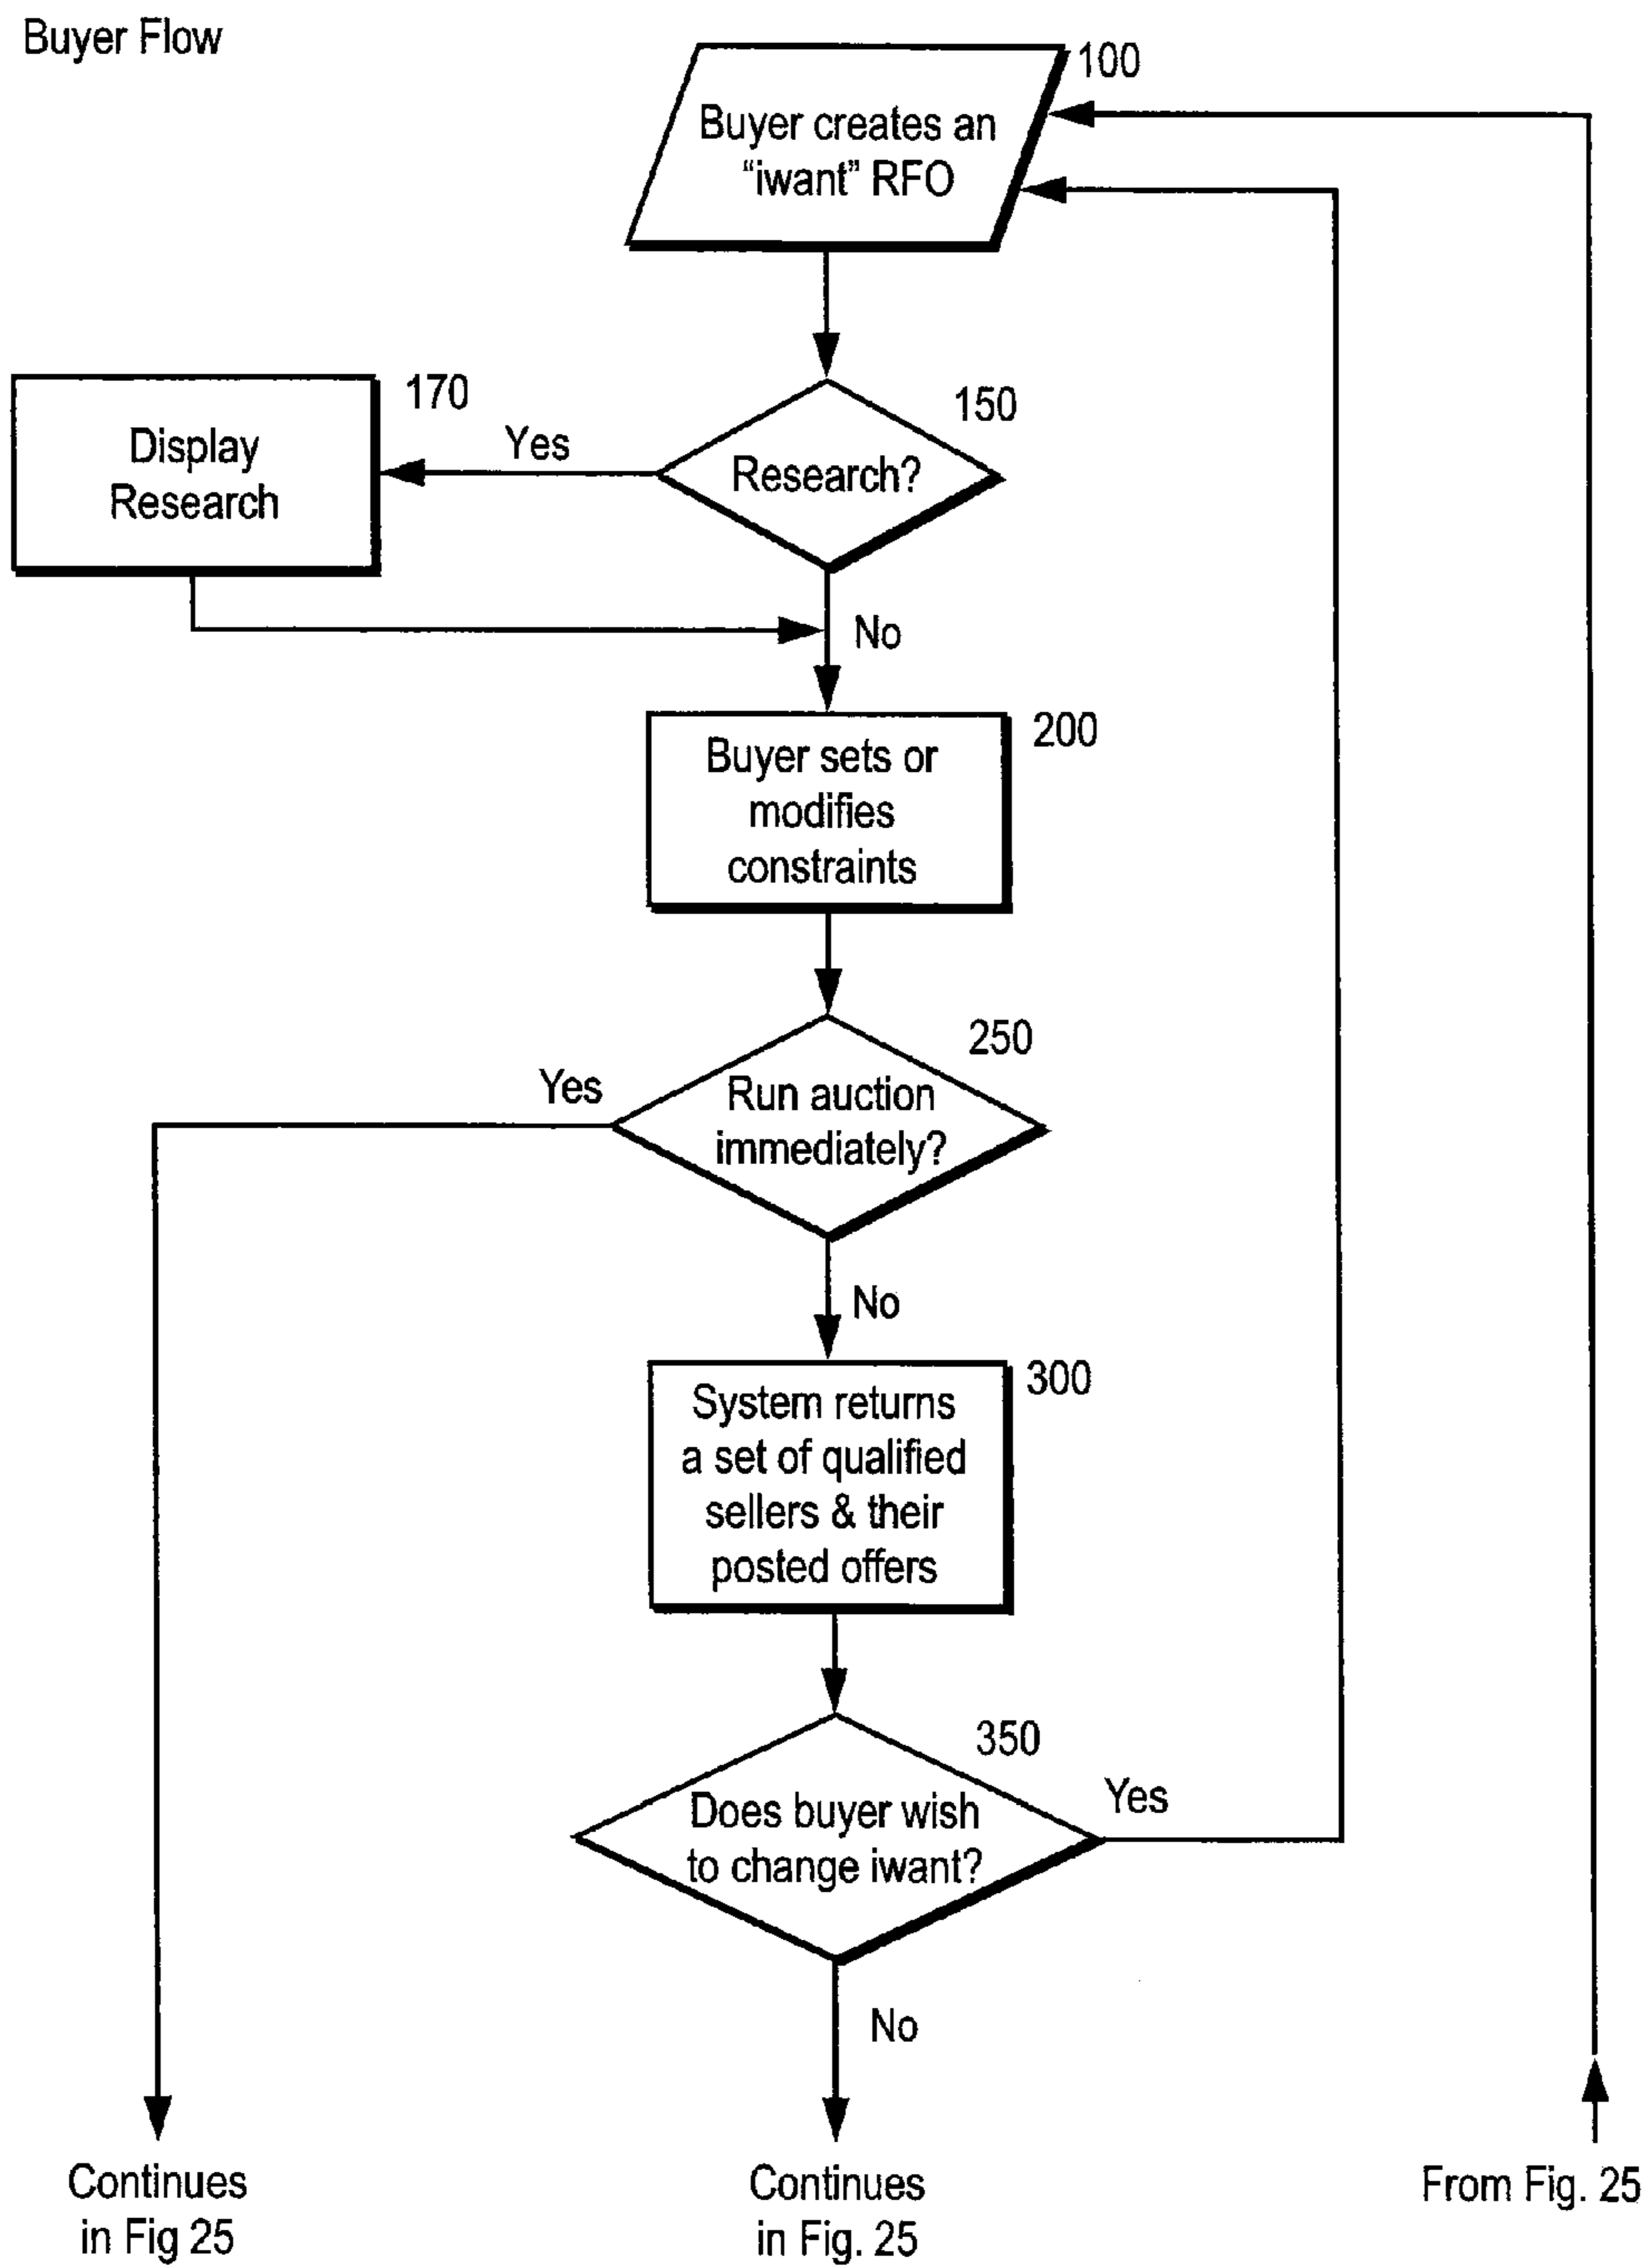 Buyer Flow
100
Buyer creates an
“iwant” RFO
170
Display
Research
Yes
150
Research?
No
200
Buyer sets or
modifies
constraints
250
Yes
Run auction
immediately?
No
300
System returns
a set of qualified
sellers & their
posted offers
350
Does buyer wish
to change iwant?
Yes
No
Continues
in Fig 25
Continues
in Fig. 25
From Fig. 25